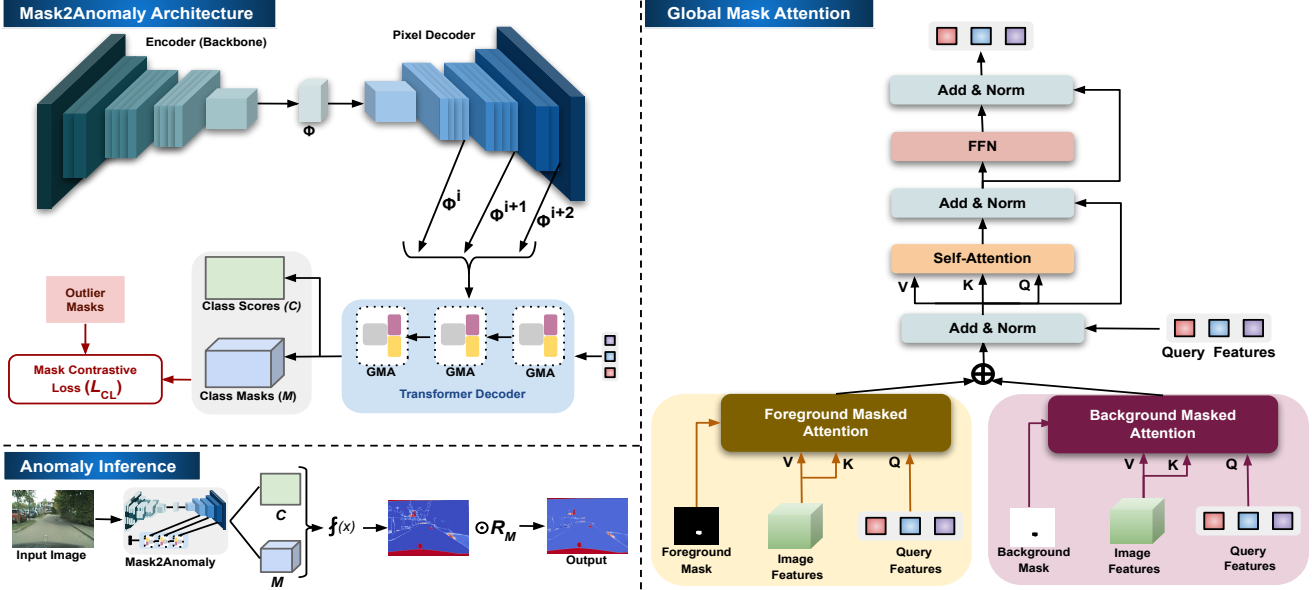 Mask2Anomaly Architecture
Encoder (Backbone)
Pixel Decoder
Φ
Φi
Φi+1
Φi+2
Outlier
Masks
Class Scores (C)
Mask Contrastive
Loss (LCL)
Class Masks (M)
GMA
GMA
GMA
Transformer Decoder
Anomaly Inference
Input Image
Mask2Anomaly
C
M
f(x)
⊙RM
Output
Global Mask Attention
Add & Norm
FFN
Add & Norm
Self-Attention
V
K
Q
Add & Norm
Query Features
⊕
Foreground Masked
Attention
V
K
Q
Foreground
Mask
Image
Features
Query
Features
Background Masked
Attention
V
K
Q
Background
Mask
Image
Features
Query
Features